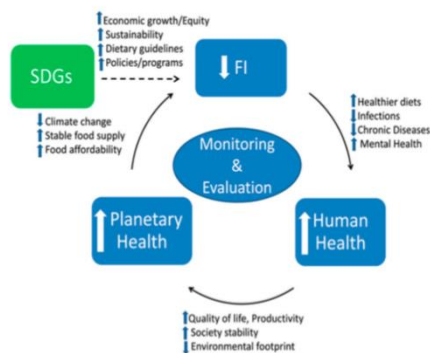 Economic growth/Equity
Sustainability
Dietary guidelines
Policies/programs
SDGs
FI
Climate change
Stable food supply
Food affordability
Healthier diets
Infections
Chronic Diseases
Mental Health
Monitoring
&
Evaluation
Planetary
Health
Human
Health
Quality of life, Productivity
Society stability
Environmental footprint